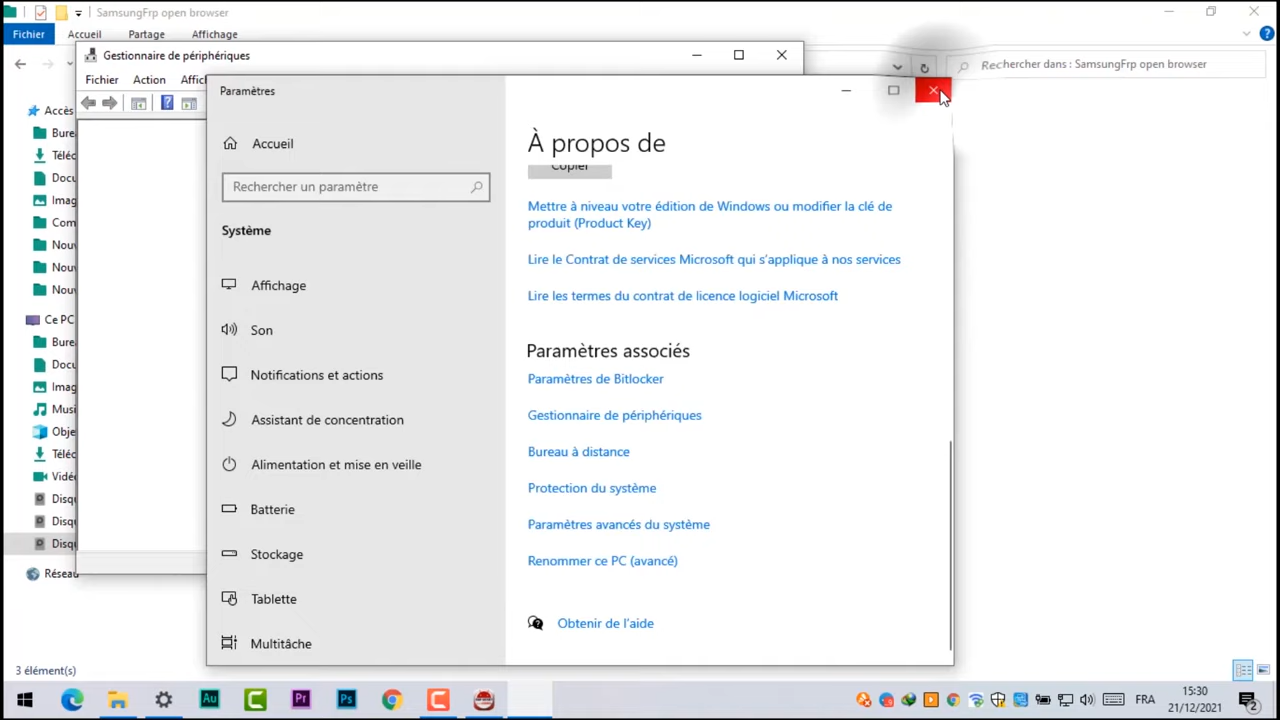 SamsungFrp open browser
Fichier
Accueil
Partage
Affichage
Gestionnaire de périphériques
Fichier
Action
Rechercher dans : SamsungFrp open browser
Paramètres
Accueil
Rechercher un paramètre
Système
Affichage
Son
Notifications et actions
Assistant de concentration
Alimentation et mise en veille
Batterie
Stockage
Tablette
Multitâche
À propos de
Copier
Mettre à niveau votre édition de Windows ou modifier la clé de
produit (Product Key)
Lire le Contrat de services Microsoft qui s'applique à nos services
Lire les termes du contrat de licence logiciel Microsoft
Paramètres associés
Paramètres de Bitlocker
Gestionnaire de périphériques
Bureau à distance
Protection du système
Paramètres avancés du système
Renommer ce PC (avancé)
Obtenir de l'aide
Accès
Ce PC
Réseau
3 élément(s)
Au
Pr
Ps
FRA
15:30
21/12/2021
2